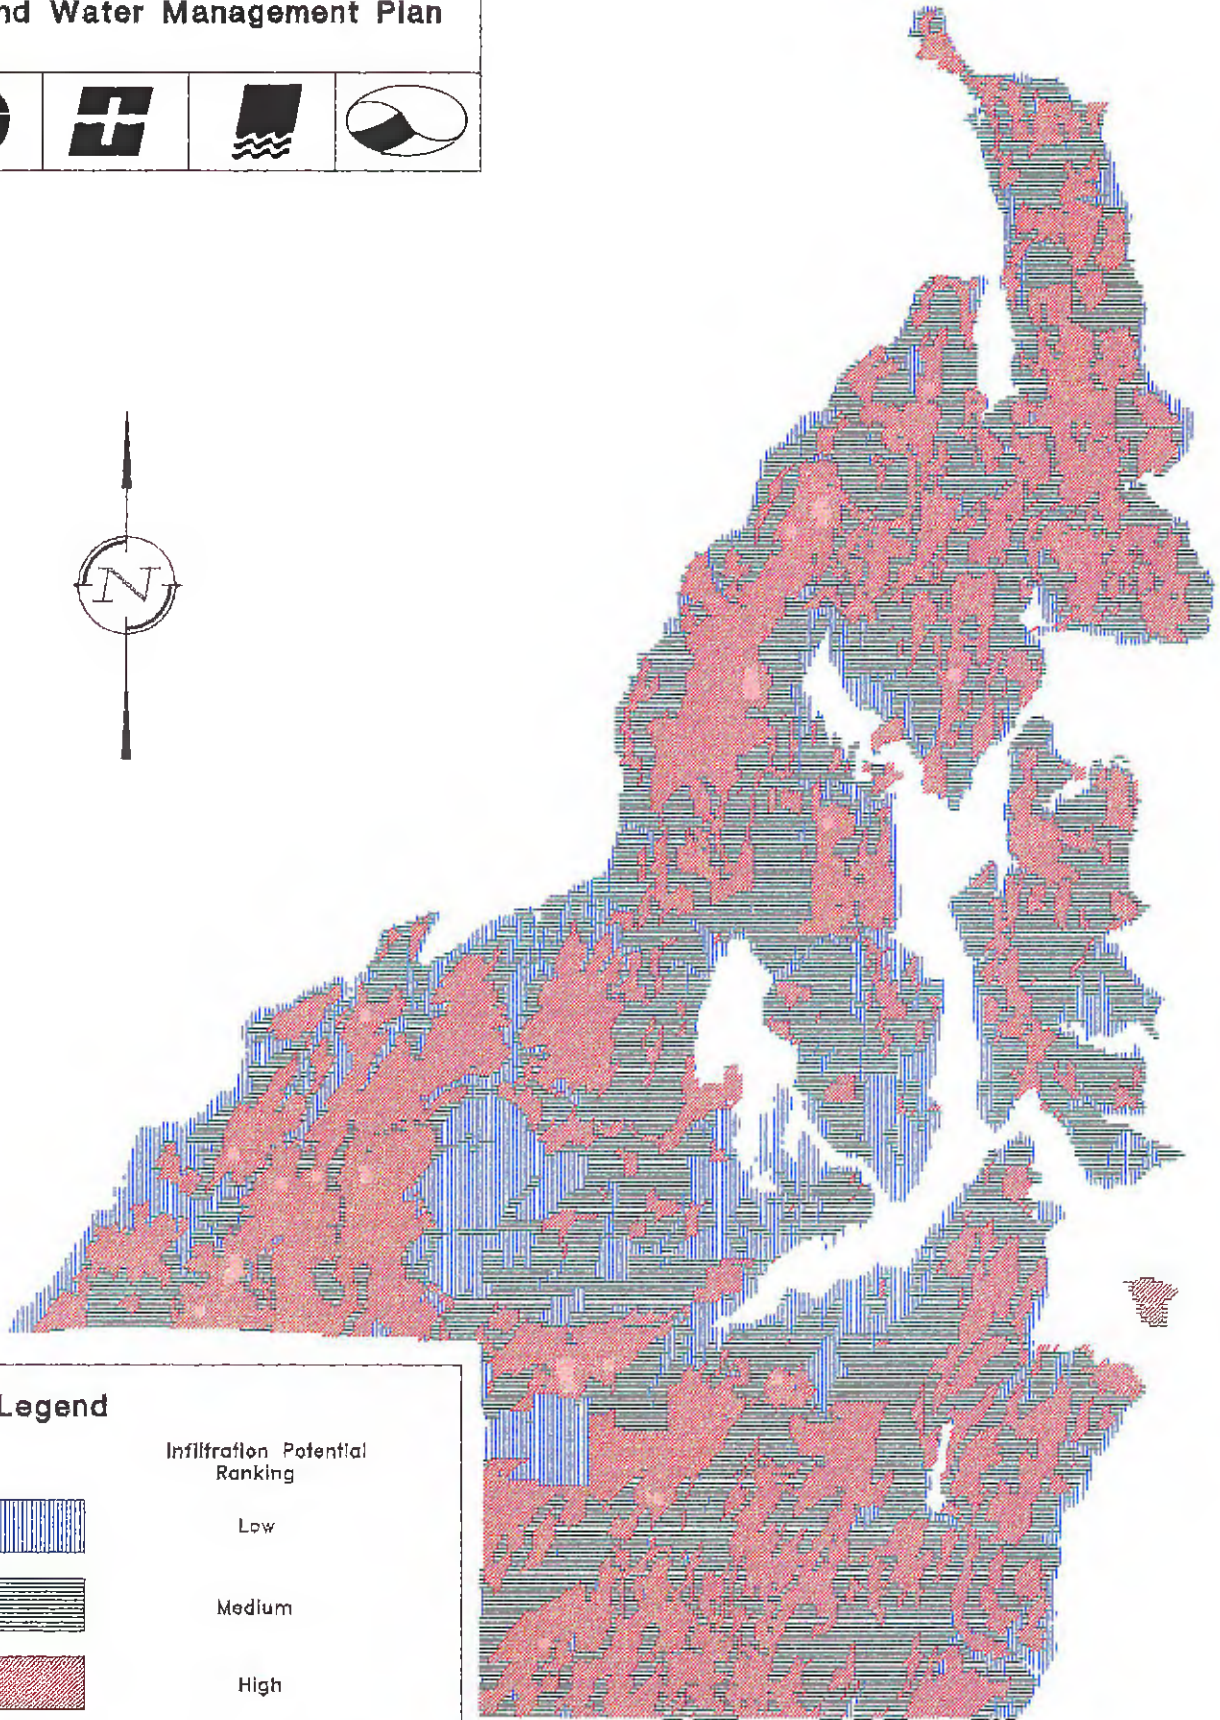 nd Water Management Plan
N
Legend
Infiltration Potential
Ranking
Low
Medium
High